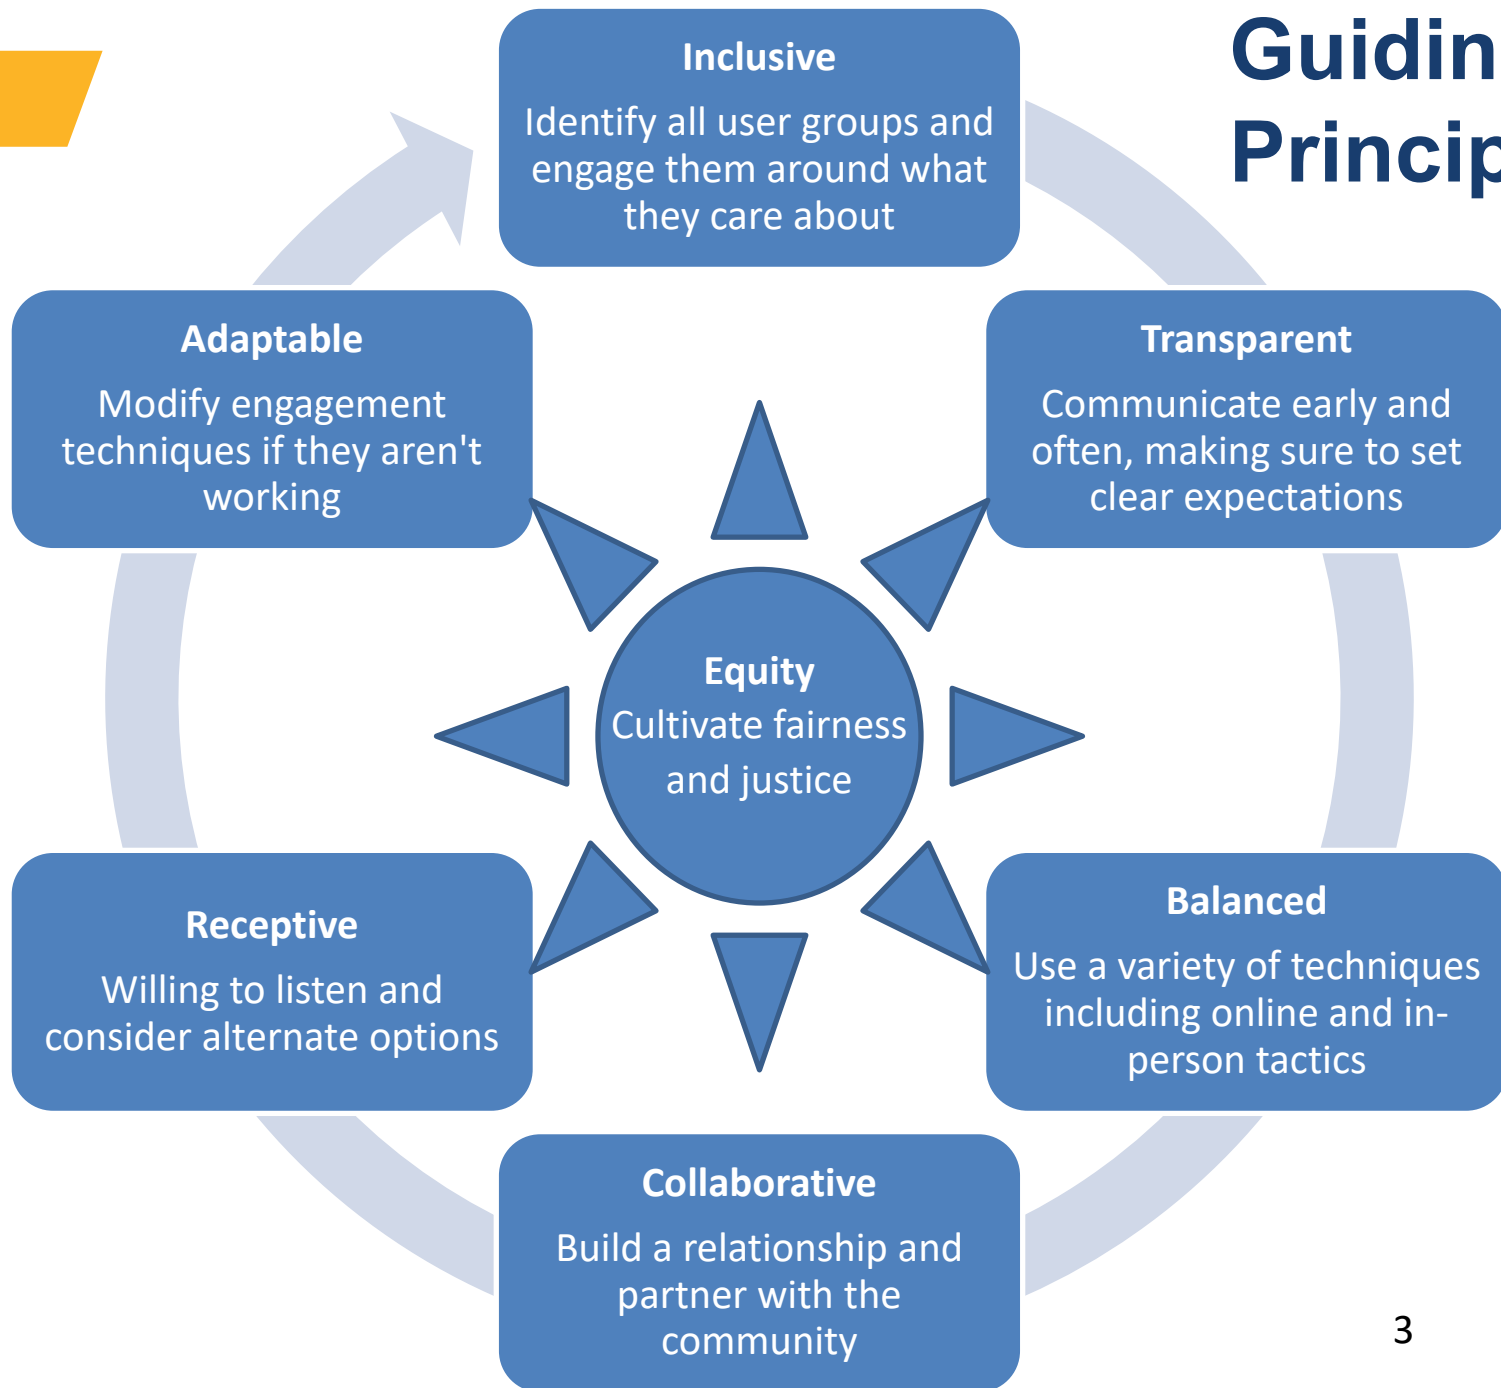 Guidin
Princip
Inclusive
Identify all user groups and
engage them around what
they care about
Transparent
Communicate early and
often, making sure to set
clear expectations
Balanced
Use a variety of techniques
including online and in-
person tactics
Collaborative
Build a relationship and
partner with the
community
Receptive
Willing to listen and
consider alternate options
Adaptable
Modify engagement
techniques if they aren't
working
Equity
Cultivate fairness
and justice
3